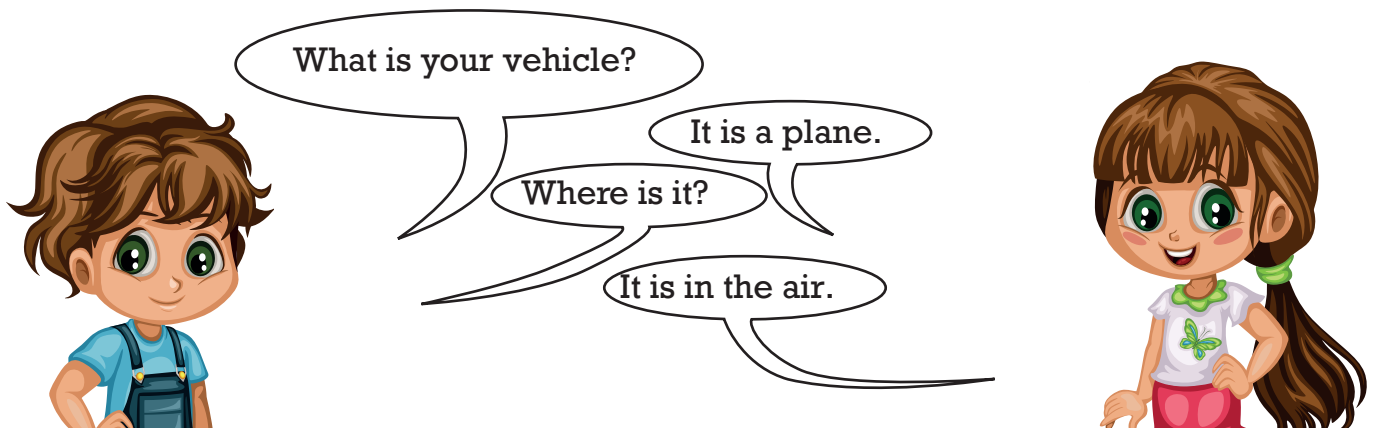 What is your vehicle?
It is a plane.
Where is it?
It is in the air.